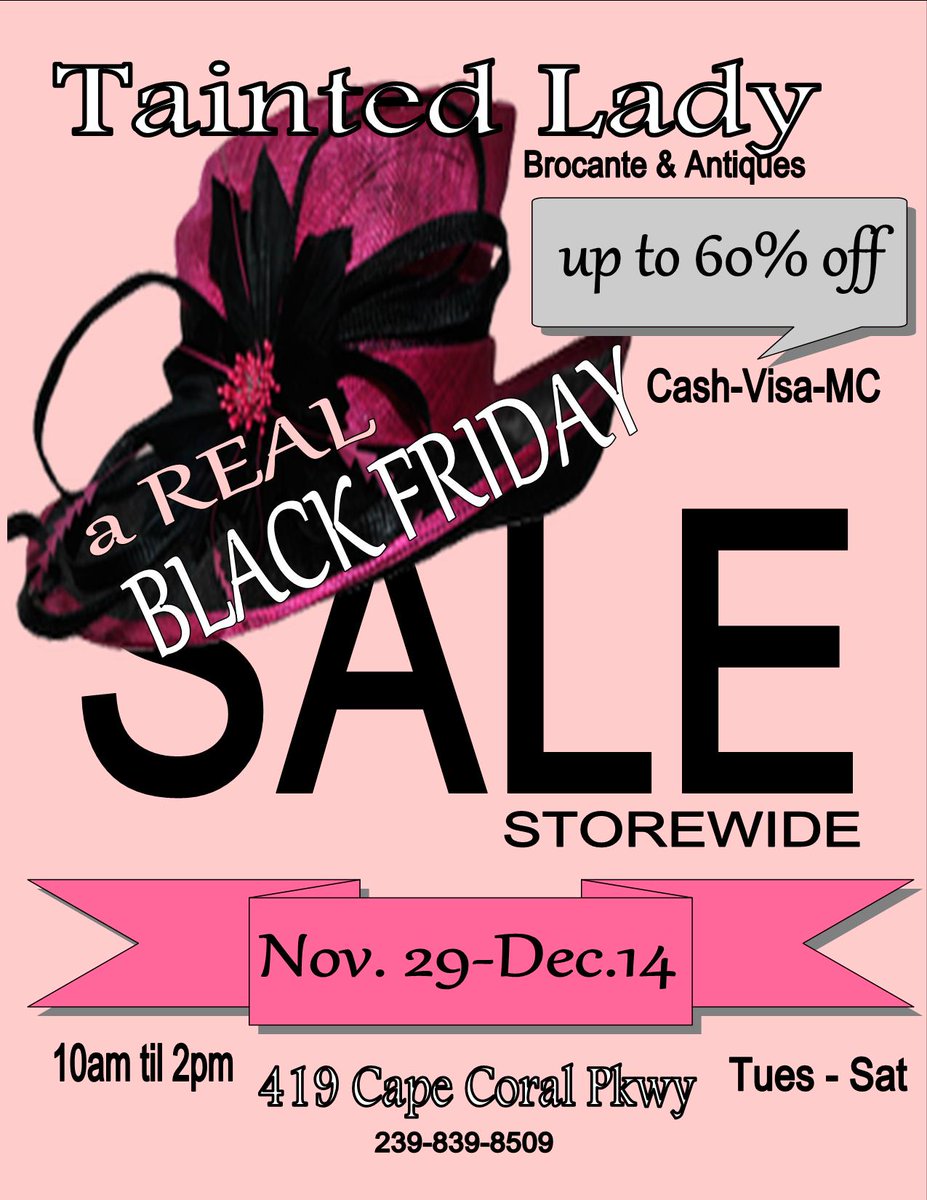 Tainted Lady
Brocante & Antiques
up to 60% off
Cash-Visa-MC
a REAL
BLACK FRIDAY
SALE
STOREWIDE
Nov. 29-Dec.14
10am til 2pm
419 Cape Coral Pkwy
Tues - Sat
239-839-8509